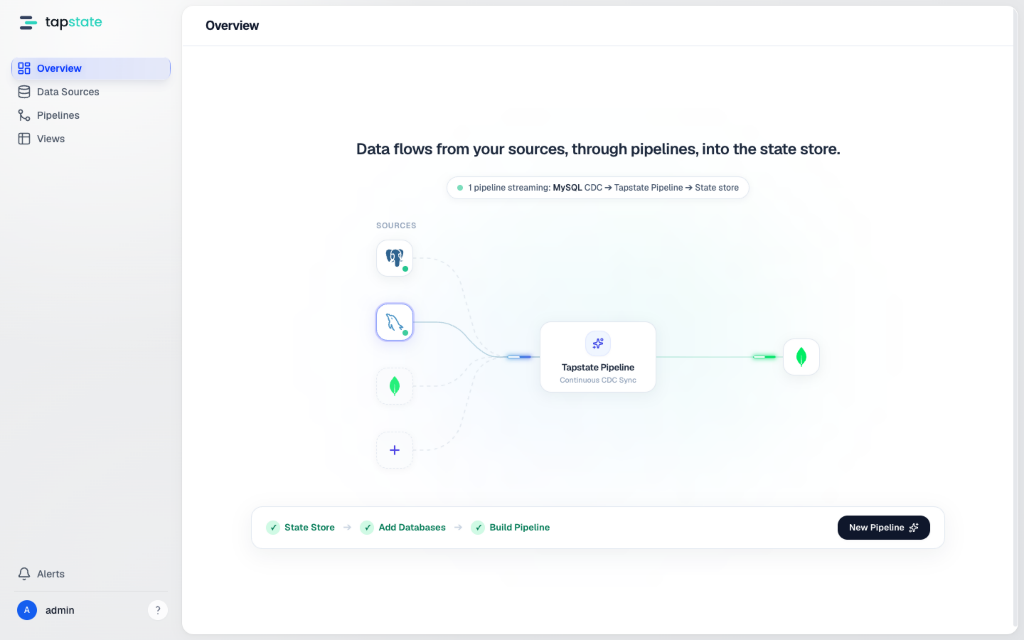 tapstate
Overview
Data Sources
Pipelines
Views
Alerts
A
admin
?
Overview
Data flows from your sources, through pipelines, into the state store.
1 pipeline streaming: MySQL CDC → Tapstate Pipeline → State store
SOURCES
Tapstate Pipeline
Continuous CDC Sync
✓ State Store → ✓ Add Databases → ✓ Build Pipeline
New Pipeline